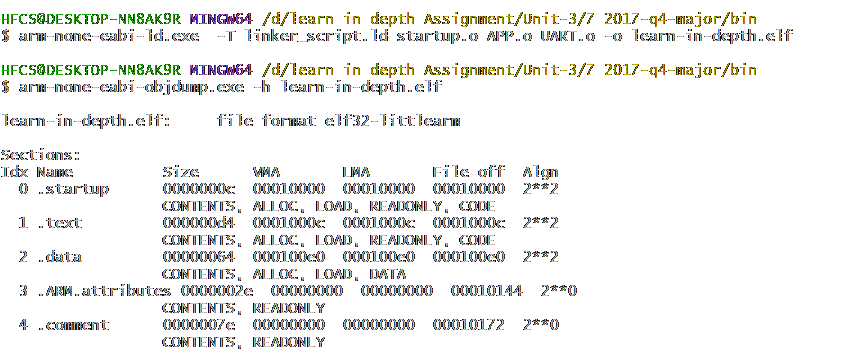 HFCS@DESKTOP-NN8AK9R MINGW64 /d/learn in depth Assignment/Unit-3/7 2017-q4-major/bin
$ arm-none-eabi-ld.exe  -T linker_script.ld startup.o APP.o UART.o -o learn-in-depth.elf
HFCS@DESKTOP-NN8AK9R MINGW64 /d/learn in depth Assignment/Unit-3/7 2017-q4-major/bin
$ arm-none-eabi-objdump.exe -h learn-in-depth.elf
learn-in-depth.elf:     file format elf32-littlearm
Sections:
Idx Name          Size      VMA       LMA       File off  Algn
  0 .startup      0000000c  00010000  00010000  00010000  2**2
                  CONTENTS, ALLOC, LOAD, READONLY, CODE
  1 .text         000000d4  0001000c  0001000c  0001000c  2**2
                  CONTENTS, ALLOC, LOAD, READONLY, CODE
  2 .data         00000064  000100e0  000100e0  000100e0  2**2
                  CONTENTS, ALLOC, LOAD, DATA
  3 .ARM.attributes 0000002e  00000000  00000000  00010144  2**0
                  CONTENTS, READONLY
  4 .comment      0000007e  00000000  00000000  00010172  2**0
                  CONTENTS, READONLY